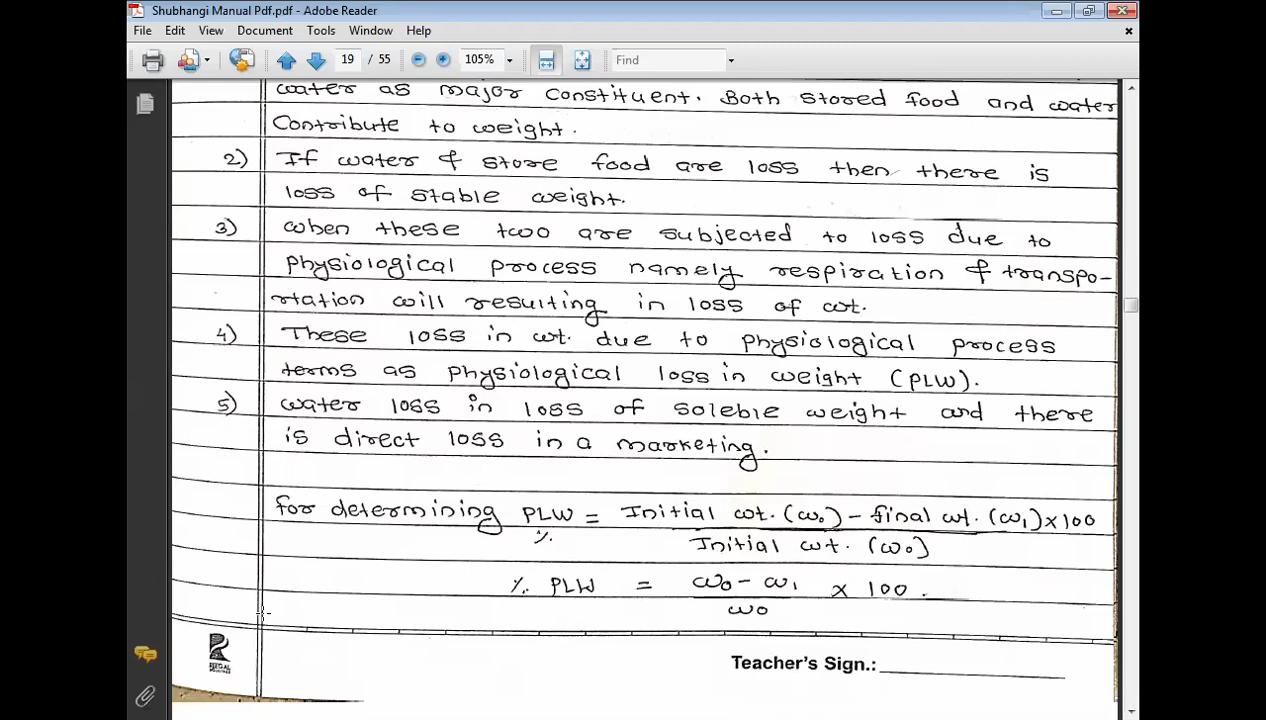 Shubhangi Manual Pdf.pdf - Adobe Reader
File Edit View Document Tools Window Help
19 / 55 105% Find
water as major constituent. Both stored food and water
Contribute to weight.
2) If water & store food are loss then there is
loss of stable weight.
3) when these two are subjected to loss due to
physiological process namely respiration & transpo-
rtation will resulting in loss of wt.
4) These loss in wt. due to physiological process
terms as physiological loss in weight (PLW).
5) water loss in loss of soleble weight and there
is direct loss in a marketing.
for determining PLW = Initial wt. (w₀) - final wt. (w₁) x 100
%. Initial wt. (w₀)
%. PLW = w₀ - w₁ x 100.
w₀
Teacher's Sign.: